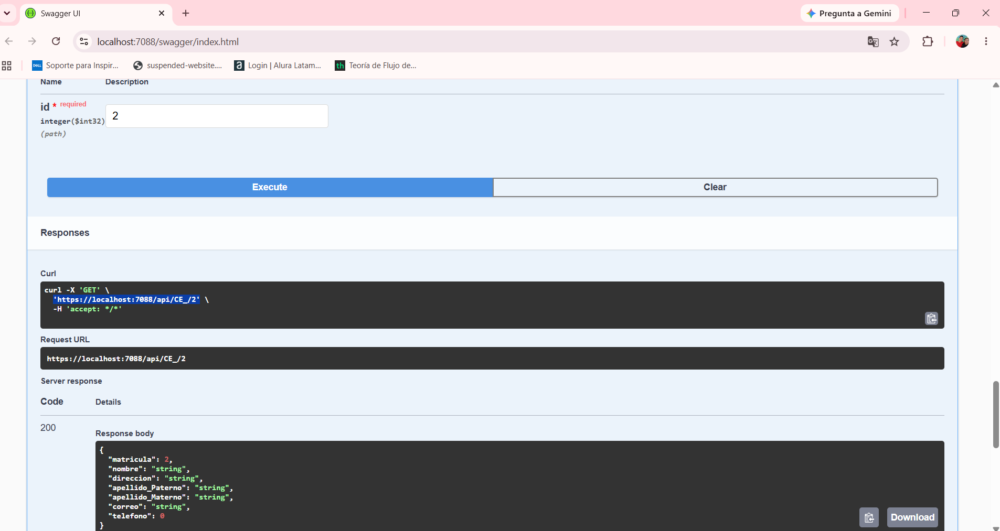 Swagger UI
Pregunta a Gemini
localhost:7088/swagger/index.html
DELL Soporte para Inspir...
suspended-website....
a Login | Alura Latam...
th Teoría de Flujo de...
Name Description
id * required
integer($int32)
(path)
2
Execute Clear
Responses
Curl
curl -X 'GET' \
'https://localhost:7088/api/CE_/2' \
-H 'accept: */*'
Request URL
https://localhost:7088/api/CE_/2
Server response
Code Details
200
Response body
{
"matricula": 2,
"nombre": "string",
"direccion": "string",
"apellido_Paterno": "string",
"apellido_Materno": "string",
"correo": "string",
"telefono": 0
}
Download